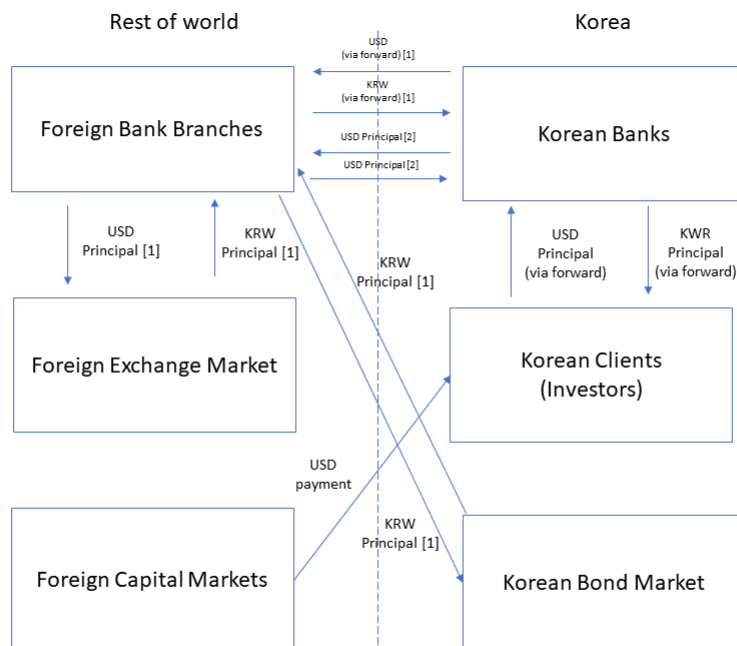 Rest of world
Korea
USD
(via forward) [1]
KRW
(via forward) [1]
USD Principal [2]
USD Principal [2]
Foreign Bank Branches
Korean Banks
USD
Principal [1]
KRW
Principal [1]
KRW
Principal [1]
USD
Principal
(via forward)
KWR
Principal
(via forward)
Foreign Exchange Market
Korean Clients
(Investors)
USD
payment
KRW
Principal [1]
Foreign Capital Markets
Korean Bond Market